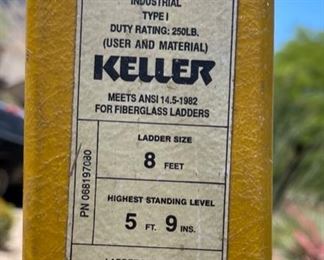 INDUSTRIAL
TYPE I
DUTY RATING: 250LB.
(USER AND MATERIAL)
KELLER
MEETS ANSI 14.5-1982
FOR FIBERGLASS LADDERS
LADDER SIZE
8 FEET
HIGHEST STANDING LEVEL
5 FT. 9 INS.
PN 068197080